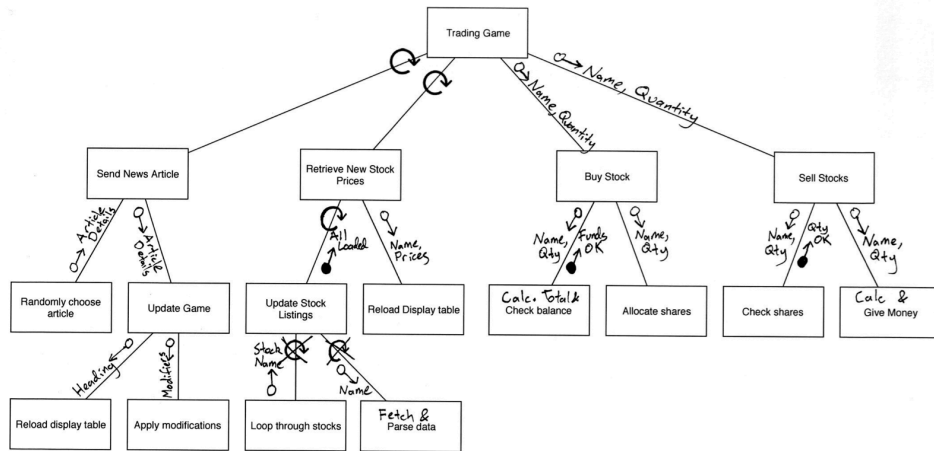 Trading Game
Name, Quantity
Name, Quantity
Send News Article
Retrieve New Stock
Prices
Buy Stock
Sell Stocks
Article
Details
Article
Details
All
Loaded
Name,
Prices
Name,
Qty
Funds
OK
Name,
Qty
Name,
Qty
Qty
OK
Name,
Qty
Randomly choose
article
Update Game
Update Stock
Listings
Reload Display table
Calc. Total &
Check balance
Allocate shares
Check shares
Calc &
Give Money
Heading
Modifiers
Stock
Name
Name
Reload display table
Apply modifications
Loop through stocks
Fetch &
Parse data